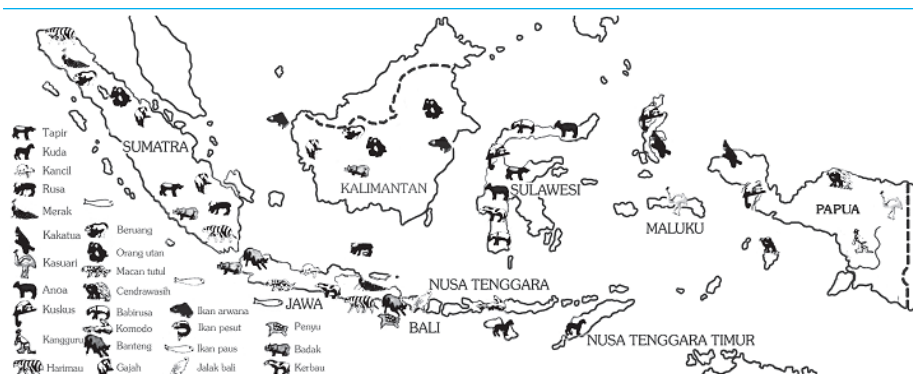 SUMATRA
KALIMANTAN
SULAWESI
MALUKU
PAPUA
JAWA
BALI
NUSA TENGGARA
NUSA TENGGARA TIMUR
Tapir
Kuda
Kancil
Rusa
Merak
Kakatua
Kasuari
Anoa
Kuskus
Kangguru
Harimau
Beruang
Orang utan
Macan tutul
Cendrawasih
Babirusa
Komodo
Banteng
Gajah
Ikan arwana
Ikan pesut
Ikan paus
Jalak bali
Penyu
Badak
Kerbau